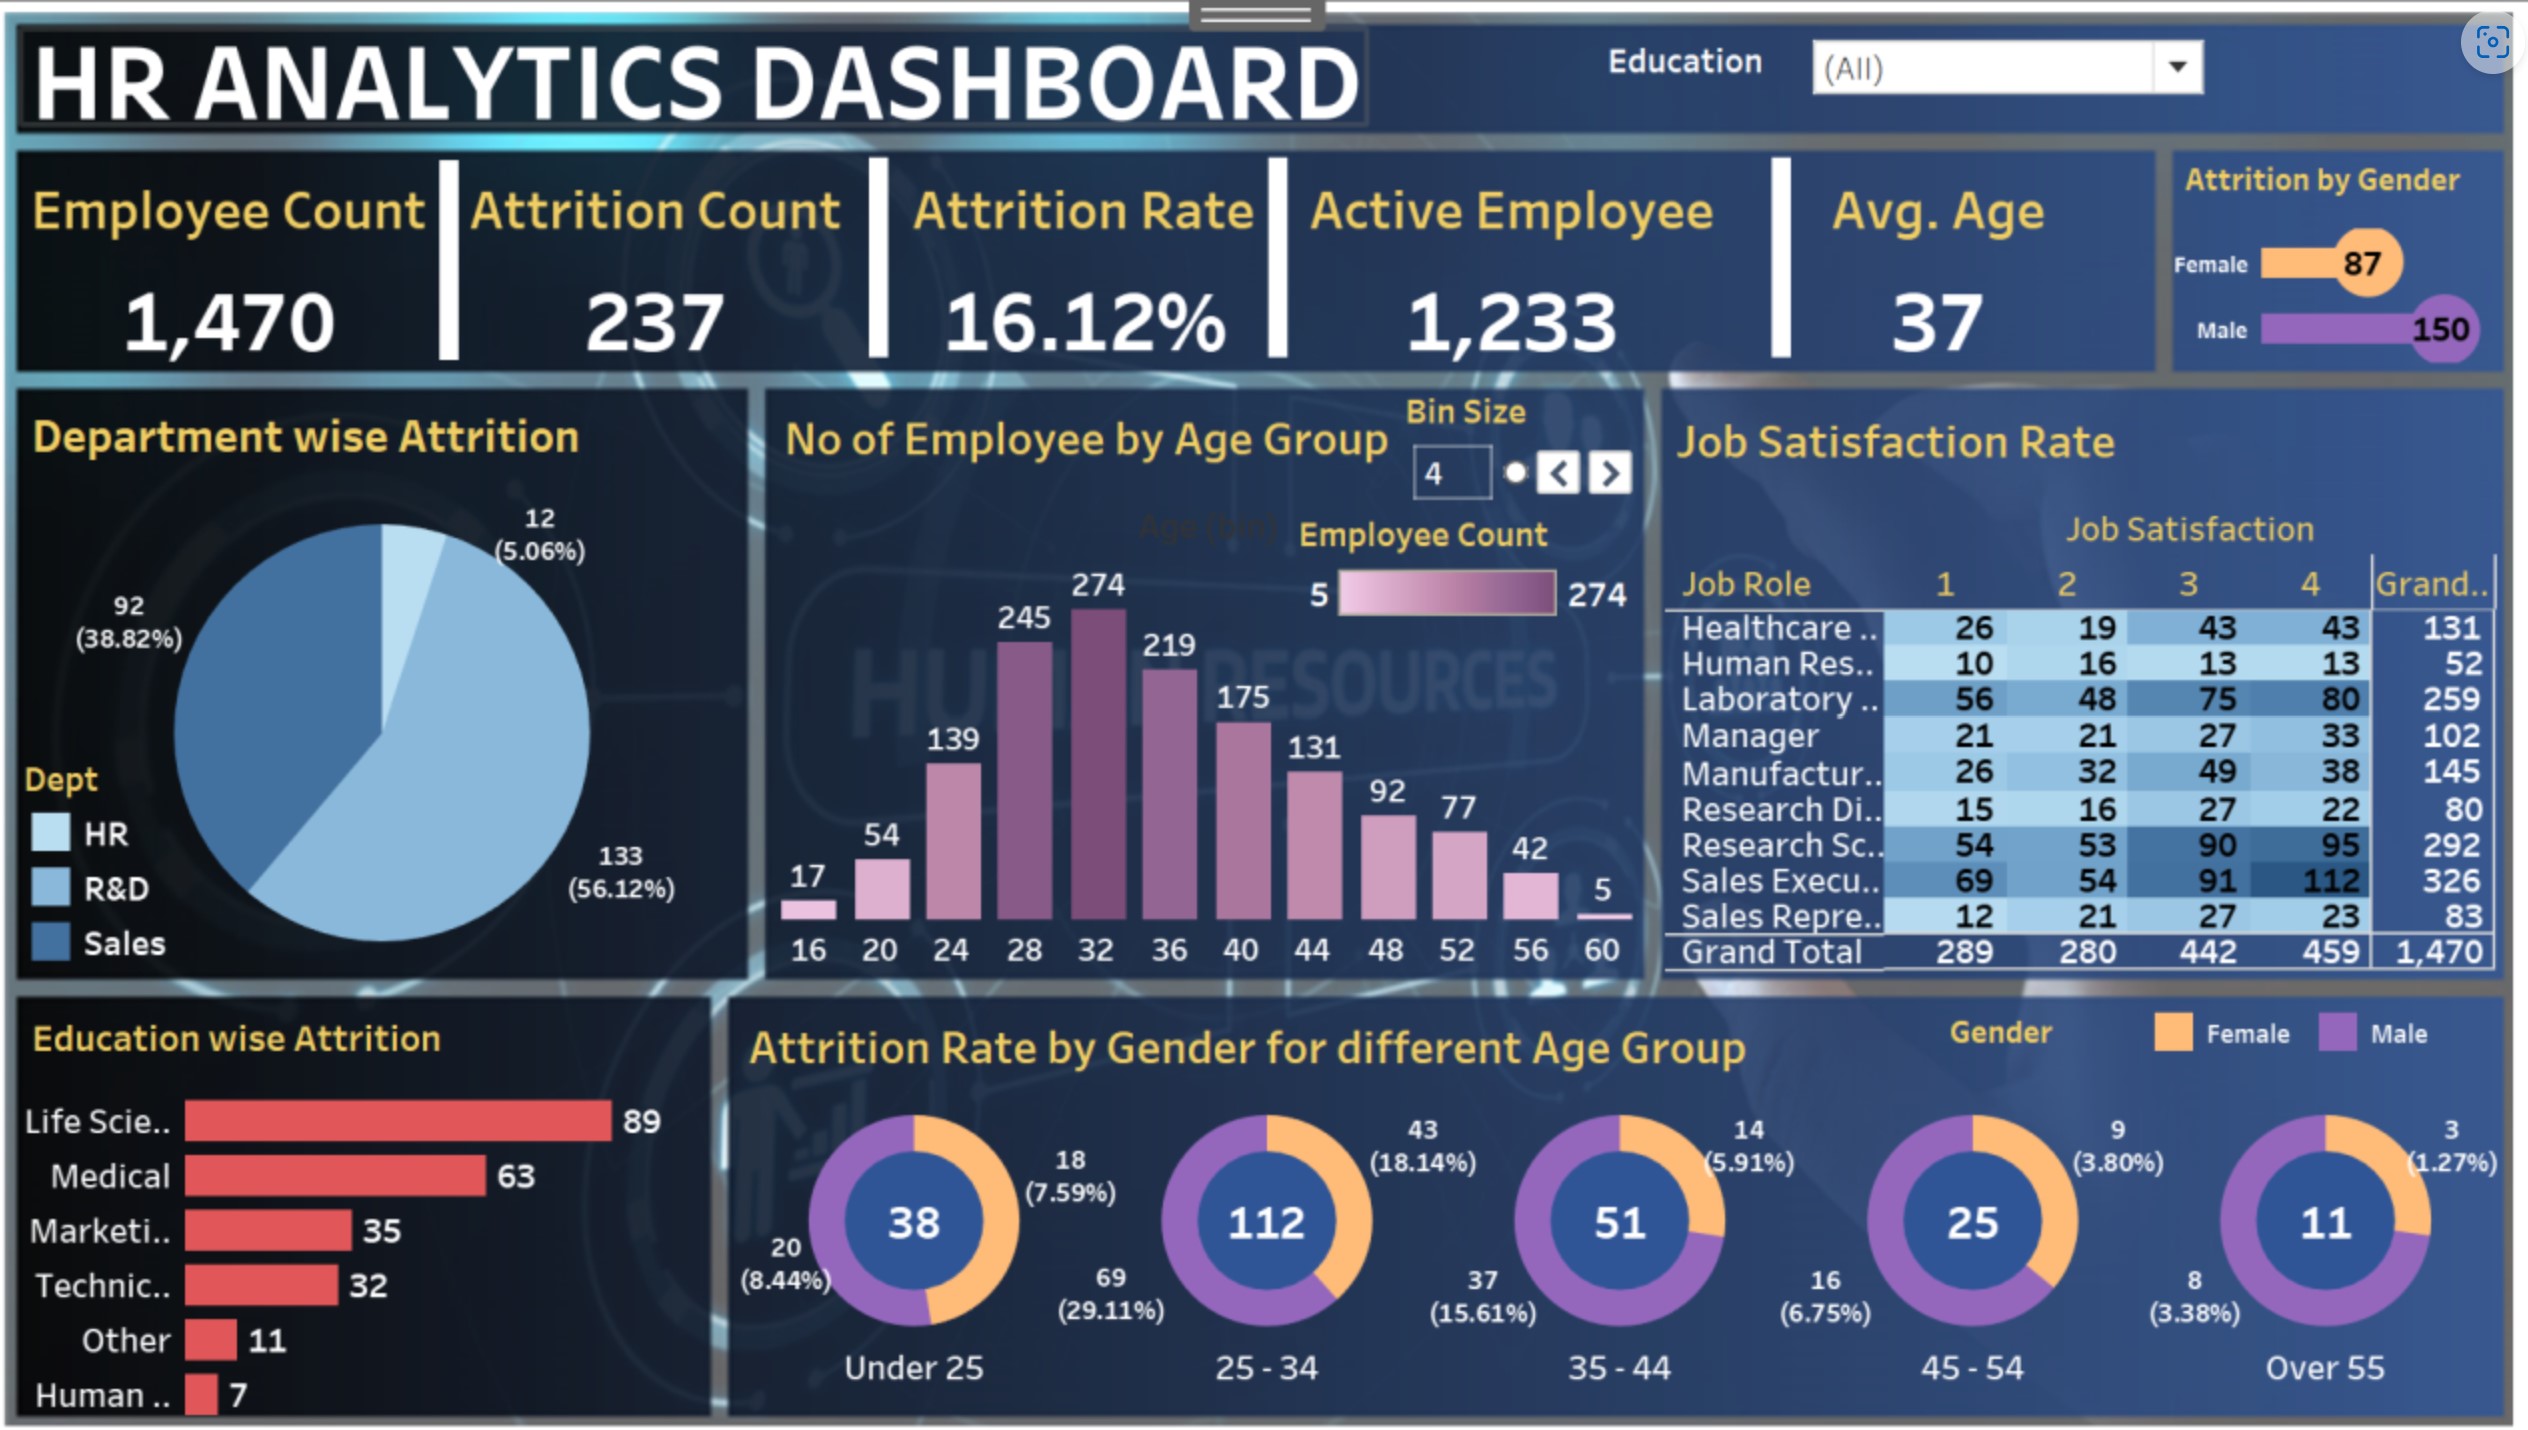 HR ANALYTICS DASHBOARD
Education
(All)
Employee Count
1,470
Attrition Count
237
Attrition Rate
16.12%
Active Employee
1,233
Avg. Age
37
Attrition by Gender
Female 87
Male 150
Department wise Attrition
12
(5.06%)
92
(38.82%)
133
(56.12%)
Dept
HR
R&D
Sales
No of Employee by Age Group
Bin Size
4
Age (bin)
Employee Count
5 274
HUMAN RESOURCES
17 54 139 245 274 219 175 131 92 77 42 5
16 20 24 28 32 36 40 44 48 52 56 60
Job Satisfaction Rate
Job Satisfaction
Job Role 1 2 3 4 Grand..
Healthcare .. 26 19 43 43 131
Human Res.. 10 16 13 13 52
Laboratory .. 56 48 75 80 259
Manager 21 21 27 33 102
Manufactur.. 26 32 49 38 145
Research Di.. 15 16 27 22 80
Research Sc.. 54 53 90 95 292
Sales Execu.. 69 54 91 112 326
Sales Repre.. 12 21 27 23 83
Grand Total 289 280 442 459 1,470
Education wise Attrition
Life Scie.. 89
Medical 63
Marketi.. 35
Technic.. 32
Other 11
Human .. 7
Attrition Rate by Gender for different Age Group
Gender Female Male
18
(7.59%)
38
20
(8.44%)
Under 25
43
(18.14%)
112
69
(29.11%)
25 - 34
14
(5.91%)
51
37
(15.61%)
35 - 44
9
(3.80%)
25
16
(6.75%)
45 - 54
3
(1.27%)
11
8
(3.38%)
Over 55